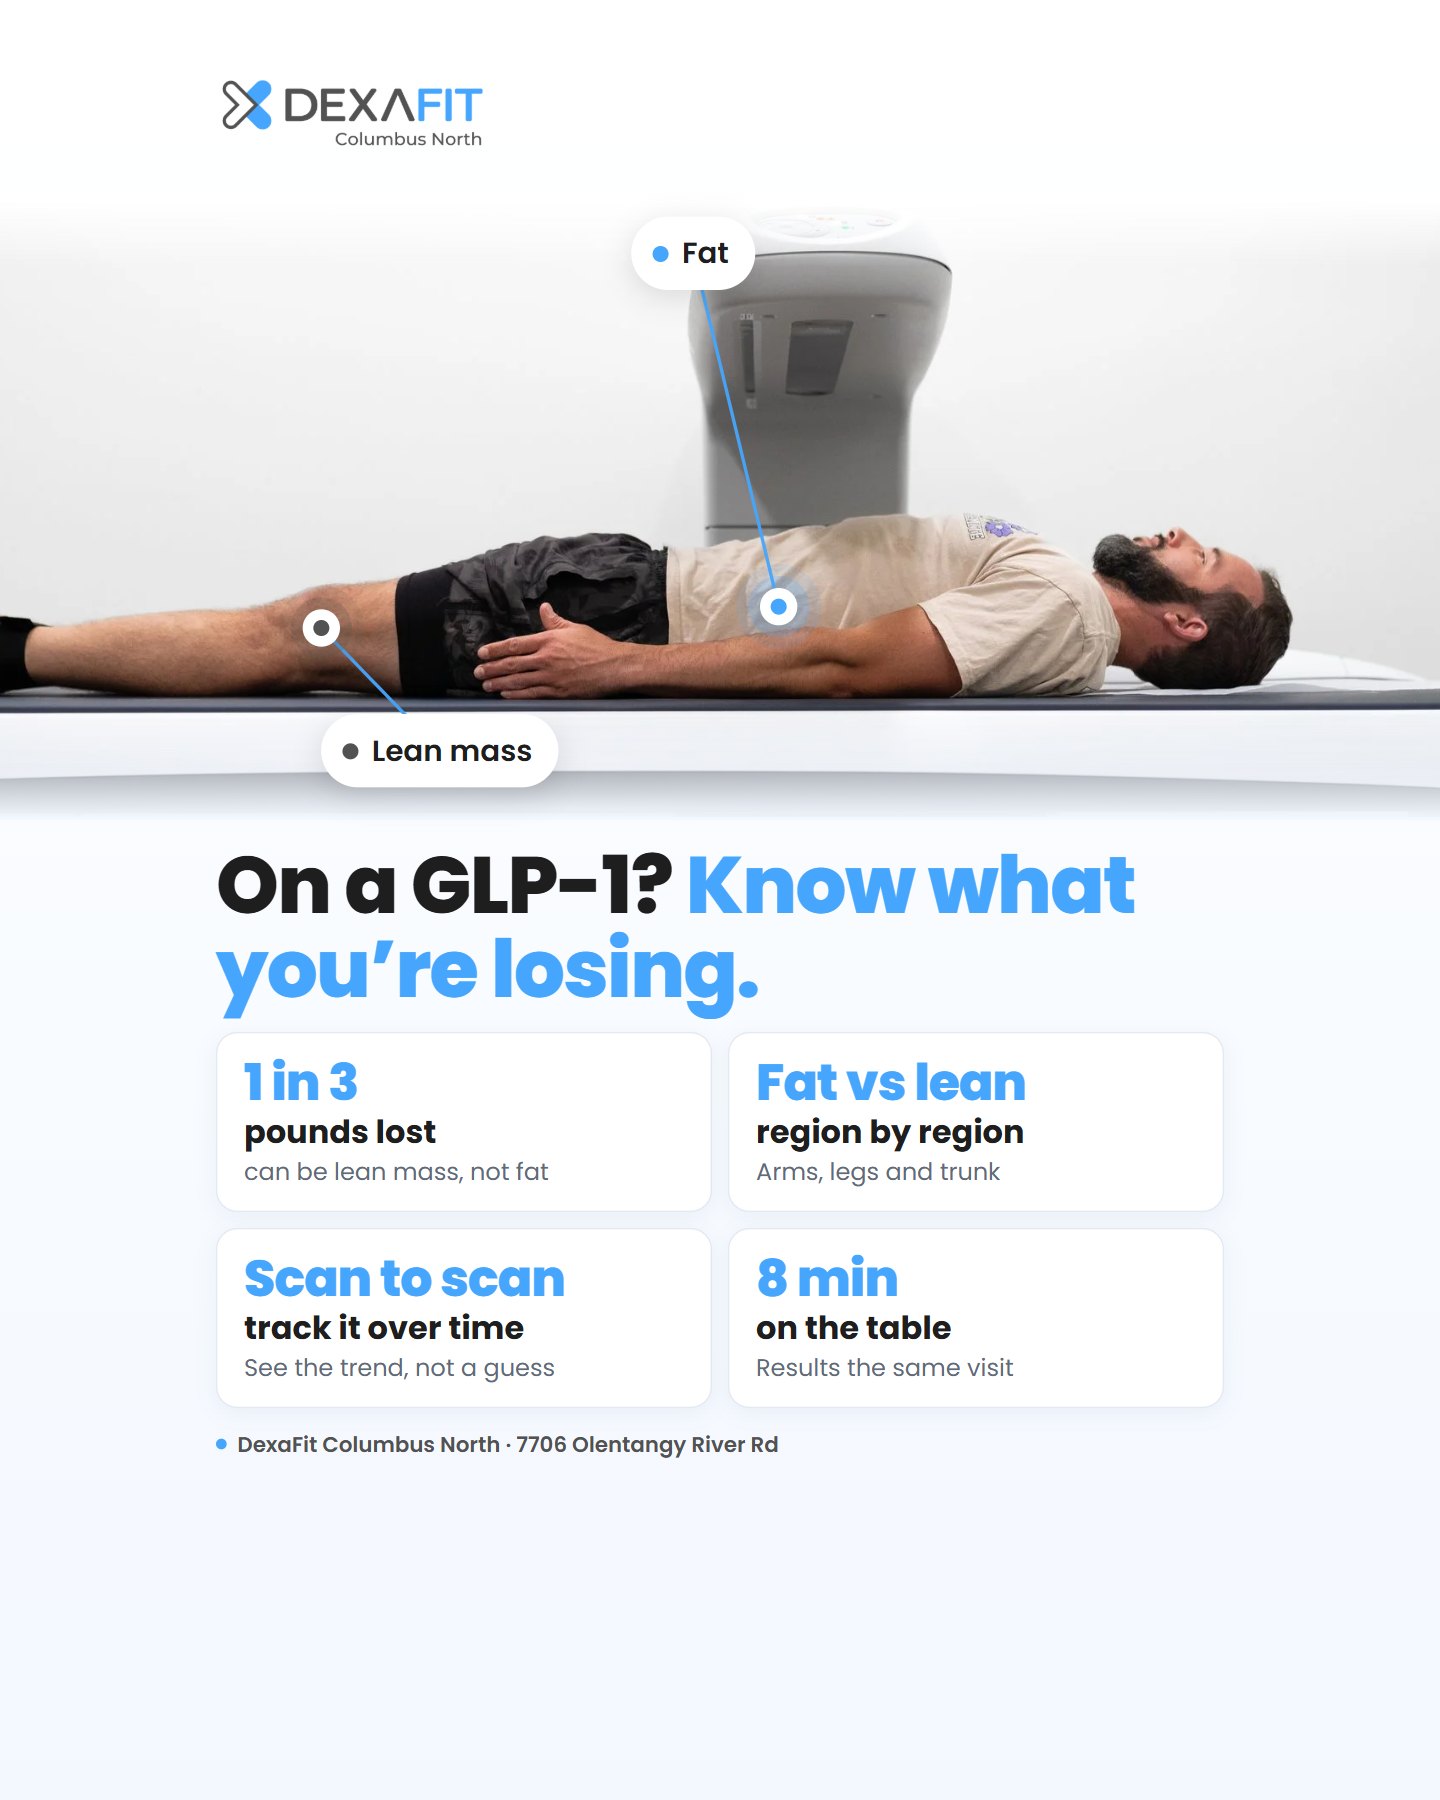 DEXAFIT
Columbus North
Fat
Lean mass
On a GLP-1? Know what
you’re losing.
1 in 3
pounds lost
can be lean mass, not fat
Fat vs lean
region by region
Arms, legs and trunk
Scan to scan
track it over time
See the trend, not a guess
8 min
on the table
Results the same visit
DexaFit Columbus North · 7706 Olentangy River Rd